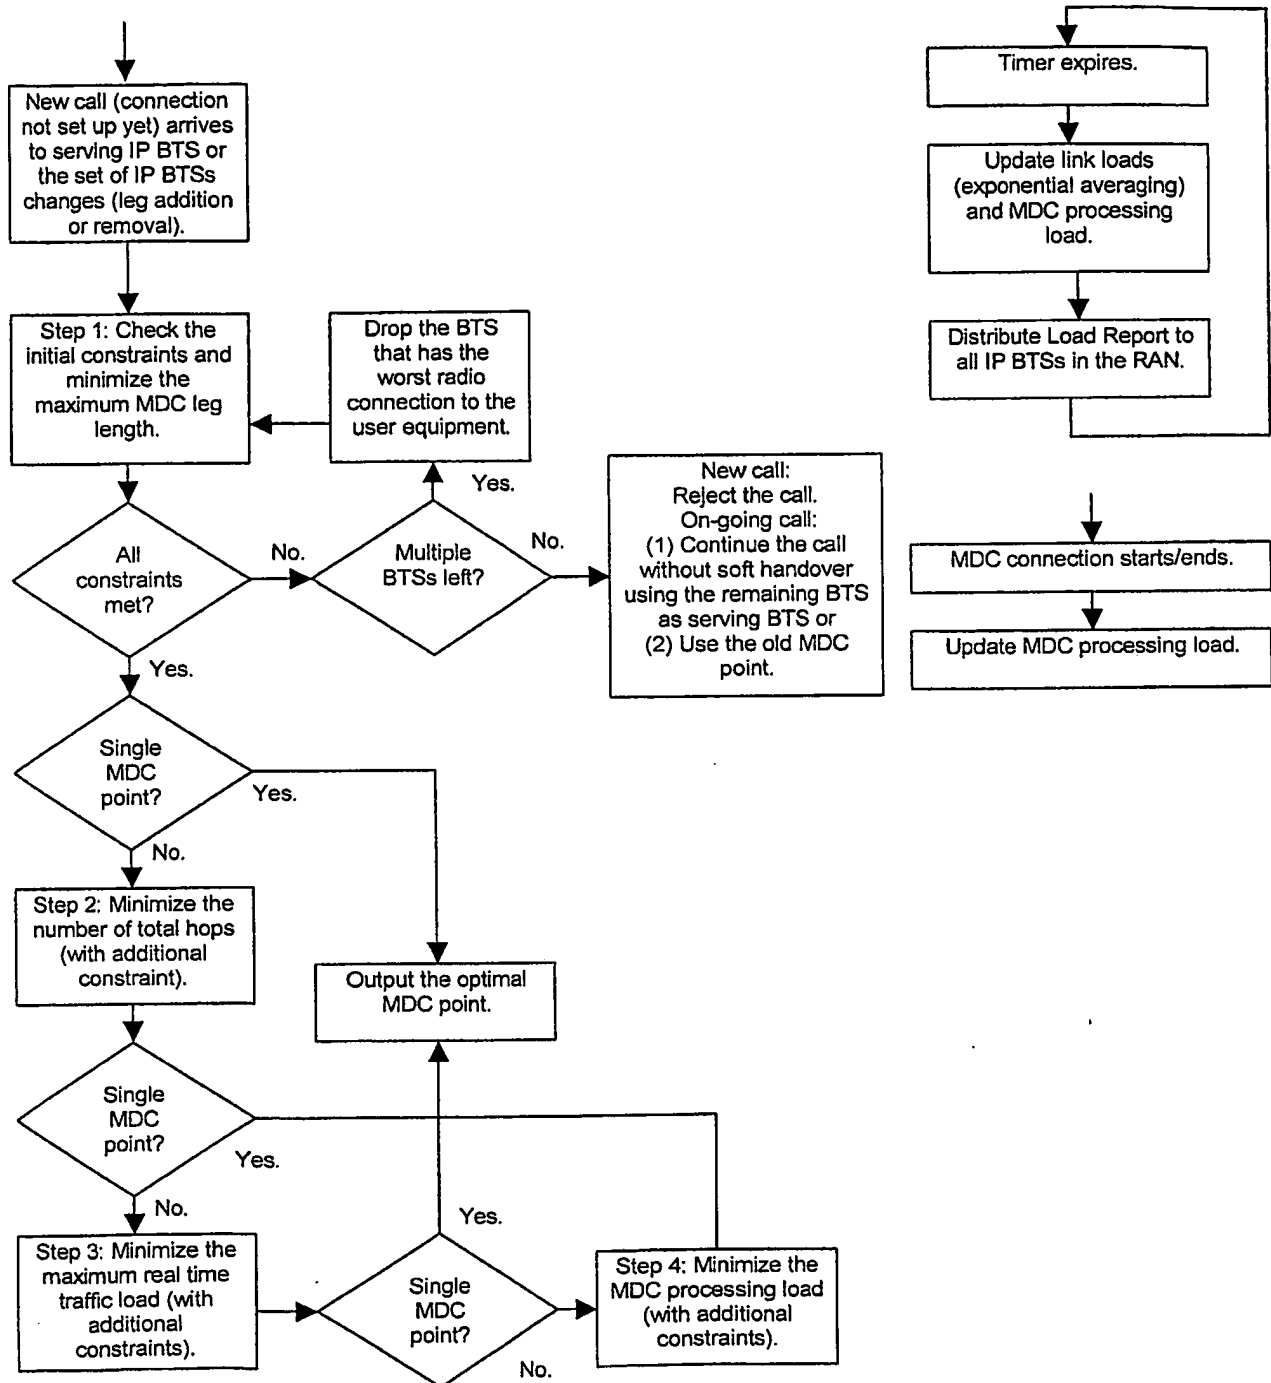 New call (connection
not set up yet) arrives
to serving IP BTS or
the set of IP BTSs
changes (leg addition
or removal).
Step 1: Check the
initial constraints and
minimize the
maximum MDC leg
length.
Drop the BTS
that has the
worst radio
connection to the
user equipment.
Yes.
All
constraints
met?
No.
Multiple
BTSs left?
No.
New call:
Reject the call.
On-going call:
(1) Continue the call
without soft handover
using the remaining BTS
as serving BTS or
(2) Use the old MDC
point.
Yes.
Single
MDC
point?
Yes.
No.
Step 2: Minimize the
number of total hops
(with additional
constraint).
Output the optimal
MDC point.
Single
MDC
point?
Yes.
No.
Step 3: Minimize the
maximum real time
traffic load (with
additional
constraints).
Yes.
Single
MDC
point?
No.
Step 4: Minimize the
MDC processing load
(with additional
constraints).
Timer expires.
Update link loads
(exponential averaging)
and MDC processing
load.
Distribute Load Report to
all IP BTSs in the RAN.
MDC connection starts/ends.
Update MDC processing load.